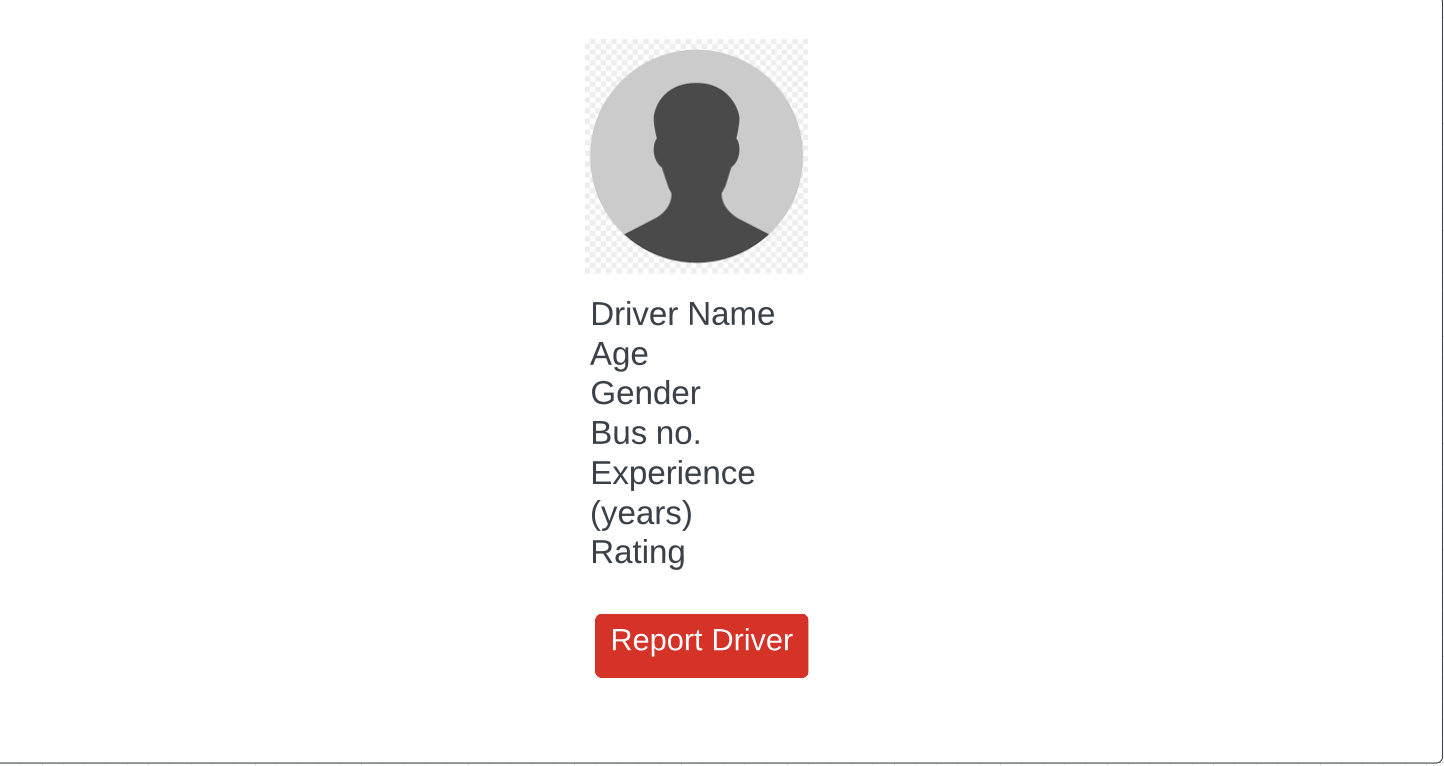 Driver Name
Age
Gender
Bus no.
Experience
(years)
Rating
Report Driver